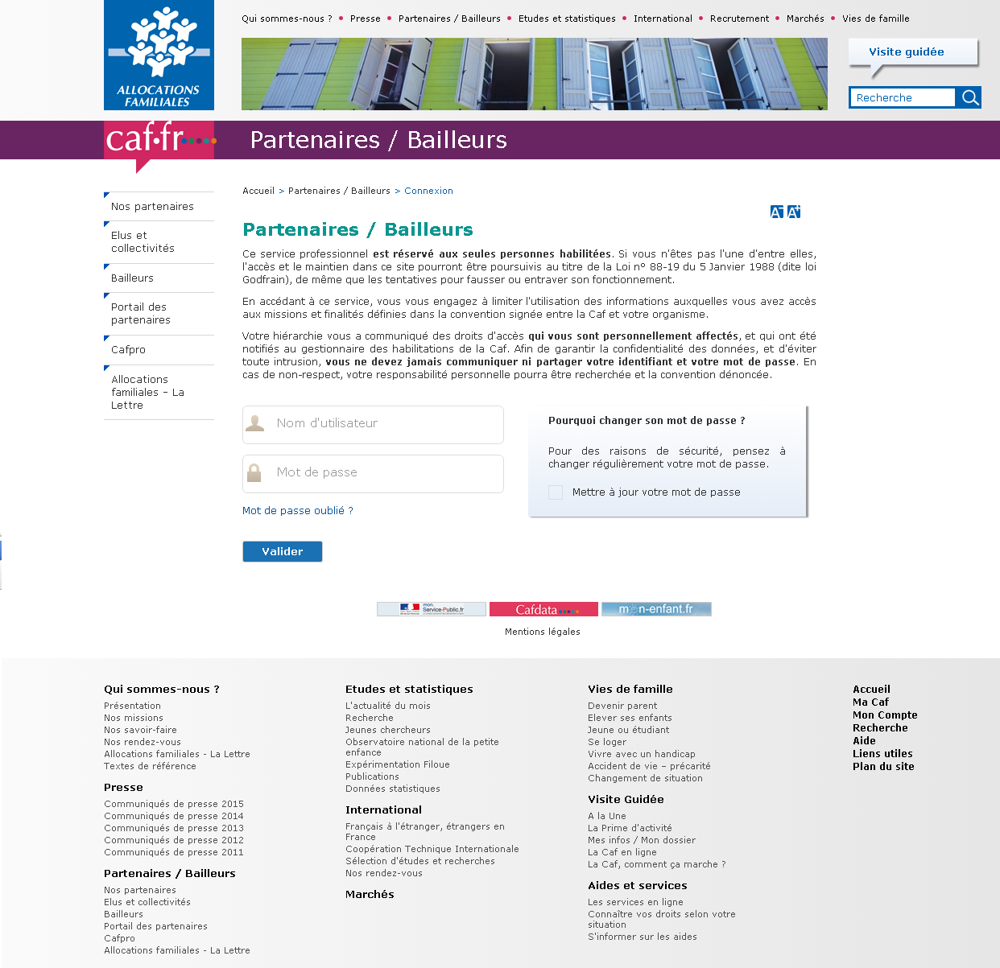 Qui sommes-nous ? • Presse • Partenaires / Bailleurs • Etudes et statistiques • International • Recrutement • Marchés • Vies de famille
ALLOCATIONS
FAMILIALES
Visite guidée
Recherche
caf.fr
Partenaires / Bailleurs
Accueil > Partenaires / Bailleurs > Connexion
Nos partenaires
Elus et
collectivités
Bailleurs
Portail des
partenaires
Cafpro
Allocations
familiales – La
Lettre
A- A+
Partenaires / Bailleurs
Ce service professionnel est réservé aux seules personnes habilitées. Si vous n'êtes pas l'une d'entre elles,
l'accès et le maintien dans ce site pourront être poursuivis au titre de la Loi nº 88-19 du 5 Janvier 1988 (dite loi
Godfrain), de même que les tentatives pour fausser ou entraver son fonctionnement.
En accédant à ce service, vous vous engagez à limiter l'utilisation des informations auxquelles vous avez accès
aux missions et finalités définies dans la convention signée entre la Caf et votre organisme.
Votre hiérarchie vous a communiqué des droits d'accès qui vous sont personnellement affectés, et qui ont été
notifiés au gestionnaire des habilitations de la Caf. Afin de garantir la confidentialité des données, et d'éviter
toute intrusion, vous ne devez jamais communiquer ni partager votre identifiant et votre mot de passe. En
cas de non-respect, votre responsabilité personnelle pourra être recherchée et la convention dénoncée.
Nom d'utilisateur
Mot de passe
Mot de passe oublié ?
Valider
Pourquoi changer son mot de passe ?
Pour des raisons de sécurité, pensez à
changer régulièrement votre mot de passe.
Mettre à jour votre mot de passe
mon.
Service-Public.fr
Cafdata
mon-enfant.fr
Mentions légales
Qui sommes-nous ?
Présentation
Nos missions
Nos savoir-faire
Nos rendez-vous
Allocations familiales - La Lettre
Textes de référence
Presse
Communiqués de presse 2015
Communiqués de presse 2014
Communiqués de presse 2013
Communiqués de presse 2012
Communiqués de presse 2011
Partenaires / Bailleurs
Nos partenaires
Elus et collectivités
Bailleurs
Portail des partenaires
Cafpro
Allocations familiales - La Lettre
Etudes et statistiques
L'actualité du mois
Recherche
Jeunes chercheurs
Observatoire national de la petite
enfance
Expérimentation Filoue
Publications
Données statistiques
International
Français à l'étranger, étrangers en
France
Coopération Technique Internationale
Sélection d'études et recherches
Nos rendez-vous
Marchés
Vies de famille
Devenir parent
Elever ses enfants
Jeune ou étudiant
Se loger
Vivre avec un handicap
Accident de vie – précarité
Changement de situation
Visite Guidée
A la Une
La Prime d'activité
Mes infos / Mon dossier
La Caf en ligne
La Caf, comment ça marche ?
Aides et services
Les services en ligne
Connaître vos droits selon votre
situation
S'informer sur les aides
Accueil
Ma Caf
Mon Compte
Recherche
Aide
Liens utiles
Plan du site